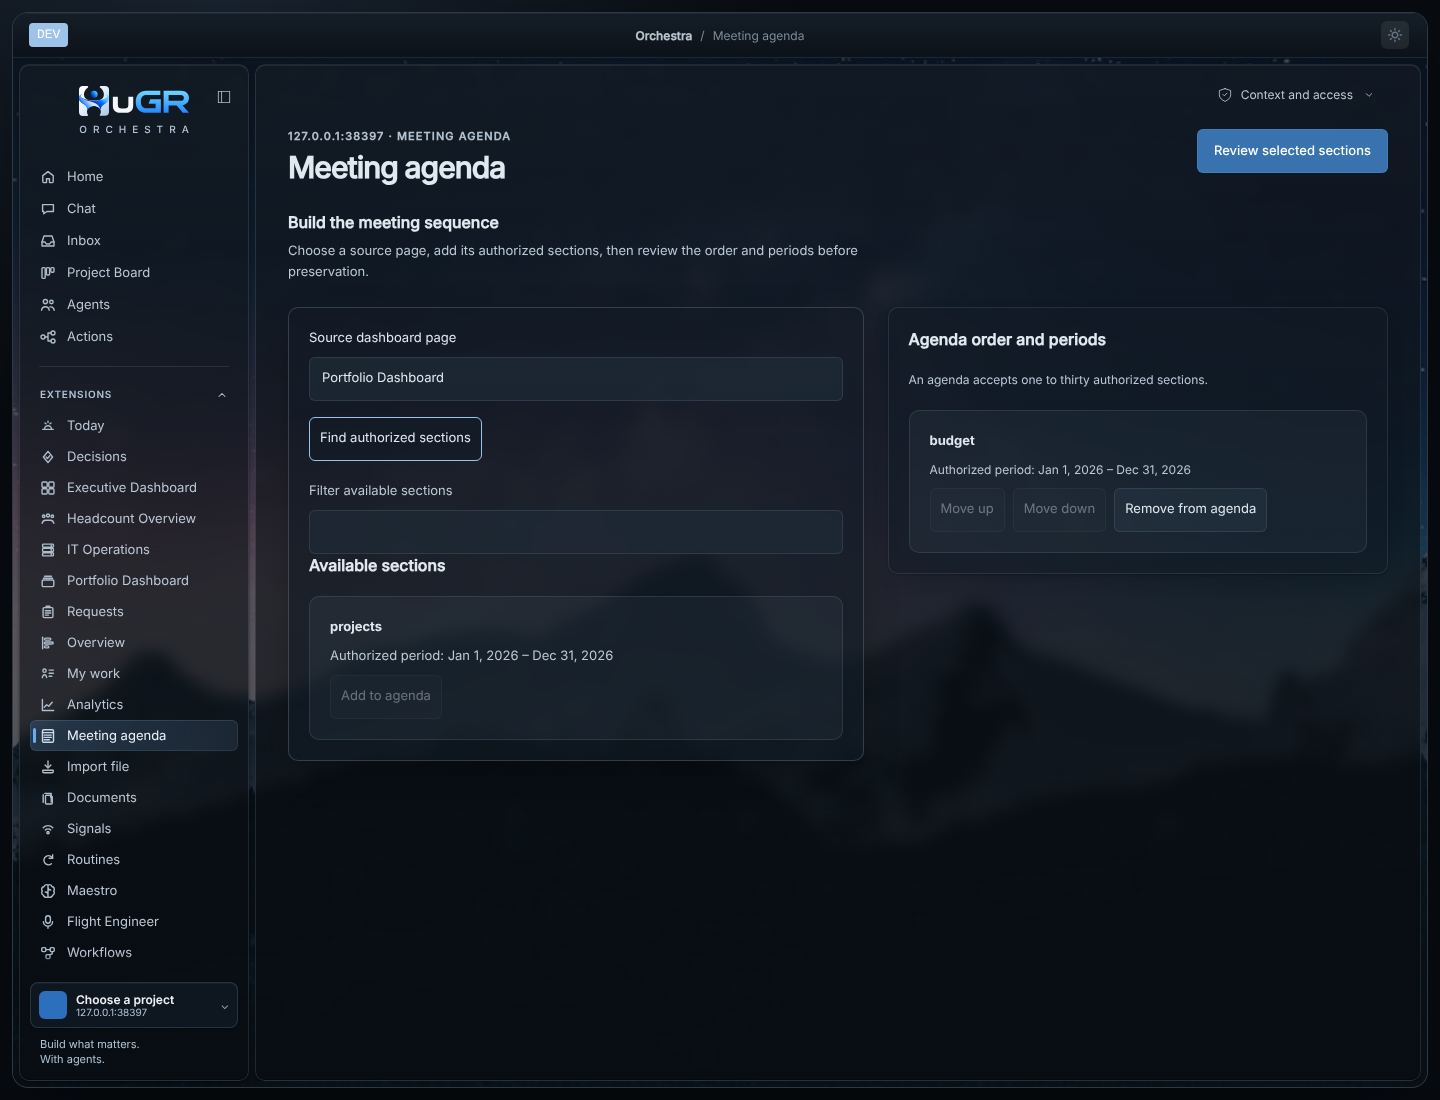 DEV
Orchestra / Meeting agenda
HuGR
ORCHESTRA
Home
Chat
Inbox
Project Board
Agents
Actions
EXTENSIONS
Today
Decisions
Executive Dashboard
Headcount Overview
IT Operations
Portfolio Dashboard
Requests
Overview
My work
Analytics
Meeting agenda
Import file
Documents
Signals
Routines
Maestro
Flight Engineer
Workflows
Choose a project
127.0.0.1:38397
Build what matters.
With agents.
Context and access
127.0.0.1:38397 · MEETING AGENDA
Meeting agenda
Review selected sections
Build the meeting sequence
Choose a source page, add its authorized sections, then review the order and periods before
preservation.
Source dashboard page
Portfolio Dashboard
Find authorized sections
Filter available sections
Available sections
projects
Authorized period: Jan 1, 2026 – Dec 31, 2026
Add to agenda
Agenda order and periods
An agenda accepts one to thirty authorized sections.
budget
Authorized period: Jan 1, 2026 – Dec 31, 2026
Move up
Move down
Remove from agenda